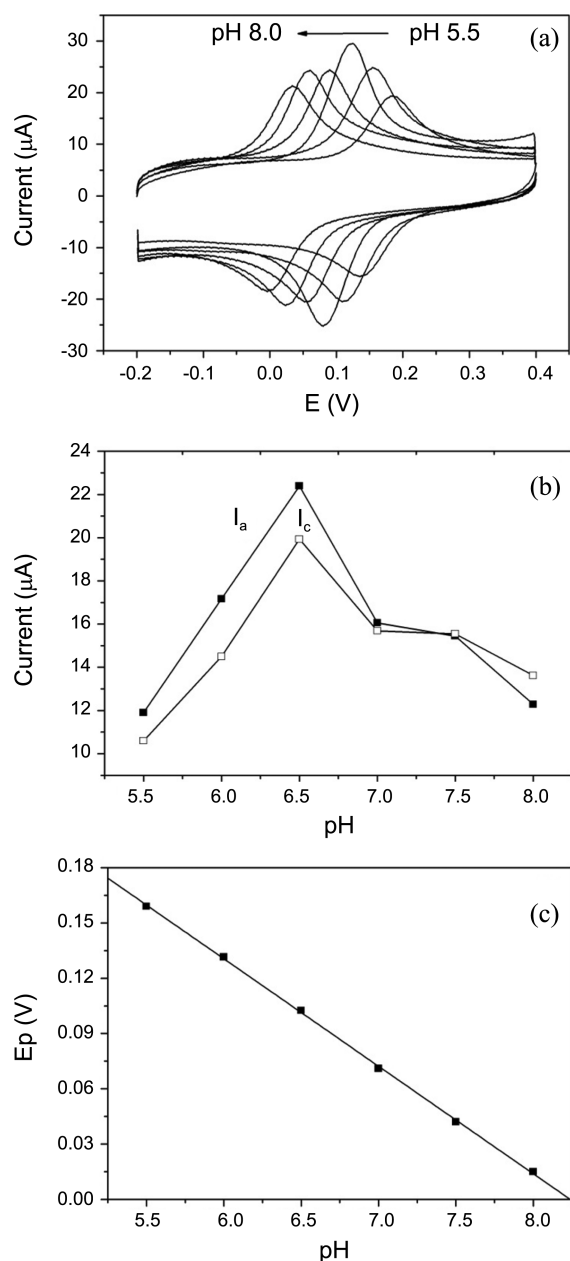 pH 8.0 pH 5.5 (a)
30
20
10
0
-10
-20
-30
Current (μA)
-0.2 -0.1 0.0 0.1 0.2 0.3 0.4
E (V)
24
22
20
18
16
14
12
10
Current (μA)
(b)
Ia Ic
5.5 6.0 6.5 7.0 7.5 8.0
pH
0.18
0.15
0.12
0.09
0.06
0.03
0.00
Ep (V)
(c)
5.5 6.0 6.5 7.0 7.5 8.0
pH